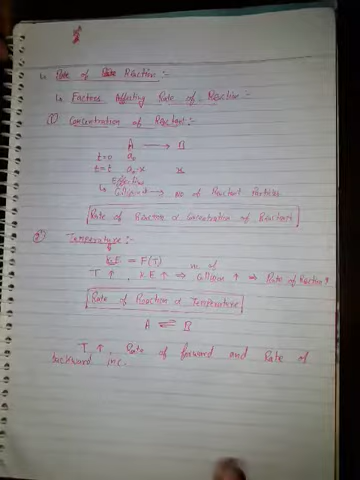 ↳ Rate of Reaction :-
↳ Factors Affecting Rate of Reaction :-
① Concentration of Reactant :-
A ⟶ B
t=0 a₀
t=t a₀-x x
effective
↳ Collision ⟶ no of Reactant Particles
Rate of Reaction α Concentration of Reactant
② Temperature :-
K.E = F(T)
no of
T ↑ , K.E ↑ ⇒ Collision ↑ ⇒ Rate of Reaction ↑
Rate of Reaction α Temperature
A ⇌ B
T ↑, Rate of forward and Rate of
backward inc.